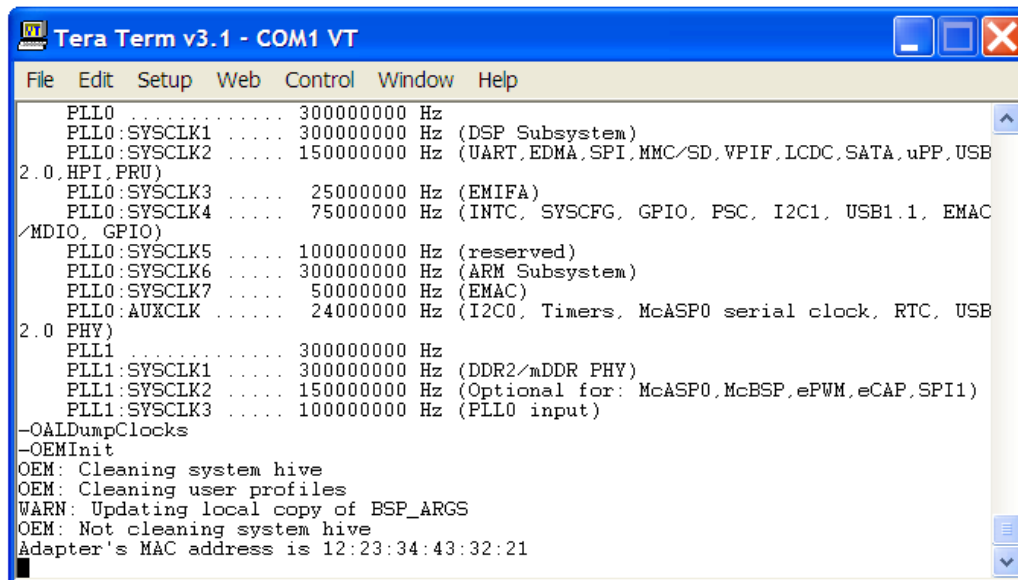 Tera Term v3.1 - COM1 VT
File Edit Setup Web Control Window Help
PLL0 ............. 300000000 Hz
PLL0:SYSCLK1 ..... 300000000 Hz (DSP Subsystem)
PLL0:SYSCLK2 ..... 150000000 Hz (UART,EDMA,SPI,MMC/SD,VPIF,LCDC,SATA,uPP,USB
2.0,HPI,PRU)
PLL0:SYSCLK3 ..... 25000000 Hz (EMIFA)
PLL0:SYSCLK4 ..... 75000000 Hz (INTC, SYSCFG, GPIO, PSC, I2C1, USB1.1, EMAC
/MDIO, GPIO)
PLL0:SYSCLK5 ..... 100000000 Hz (reserved)
PLL0:SYSCLK6 ..... 300000000 Hz (ARM Subsystem)
PLL0:SYSCLK7 ..... 50000000 Hz (EMAC)
PLL0:AUXCLK ...... 24000000 Hz (I2C0, Timers, McASP0 serial clock, RTC, USB
2.0 PHY)
PLL1 ............. 300000000 Hz
PLL1:SYSCLK1 ..... 300000000 Hz (DDR2/mDDR PHY)
PLL1:SYSCLK2 ..... 150000000 Hz (Optional for: McASP0,McBSP,ePWM,eCAP,SPI1)
PLL1:SYSCLK3 ..... 100000000 Hz (PLL0 input)
-OALDumpClocks
-OEMInit
OEM: Cleaning system hive
OEM: Cleaning user profiles
WARN: Updating local copy of BSP_ARGS
OEM: Not cleaning system hive
Adapter's MAC address is 12:23:34:43:32:21